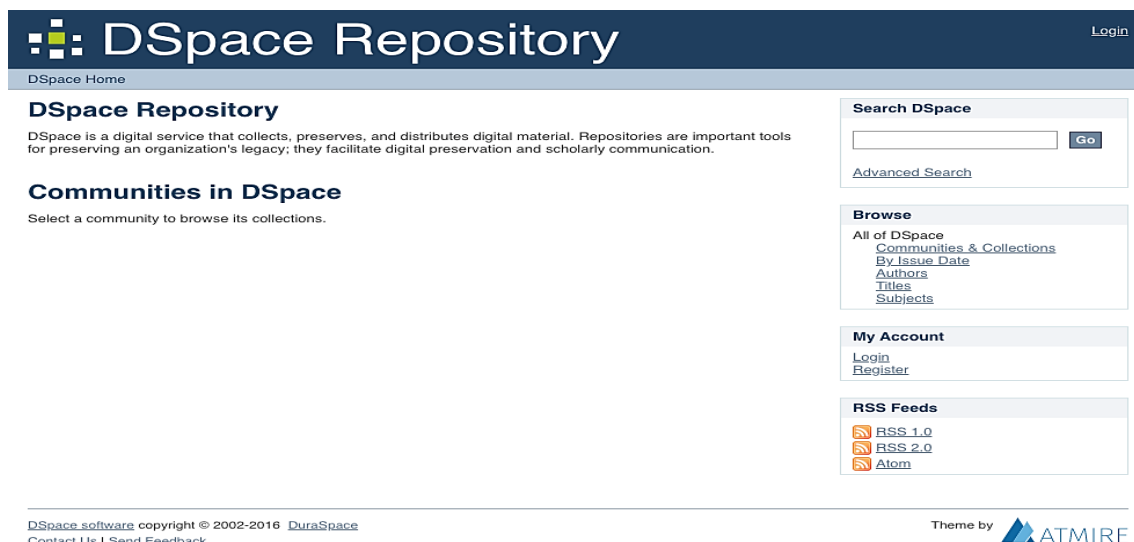 DSpace Repository
Login
DSpace Home
DSpace Repository
DSpace is a digital service that collects, preserves, and distributes digital material. Repositories are important tools
for preserving an organization's legacy; they facilitate digital preservation and scholarly communication.
Communities in DSpace
Select a community to browse its collections.
Search DSpace
Go
Advanced Search
Browse
All of DSpace
Communities & Collections
By Issue Date
Authors
Titles
Subjects
My Account
Login
Register
RSS Feeds
RSS 1.0
RSS 2.0
Atom
DSpace software copyright © 2002-2016 DuraSpace
Contact Us | Send Feedback
Theme by ATMIRE